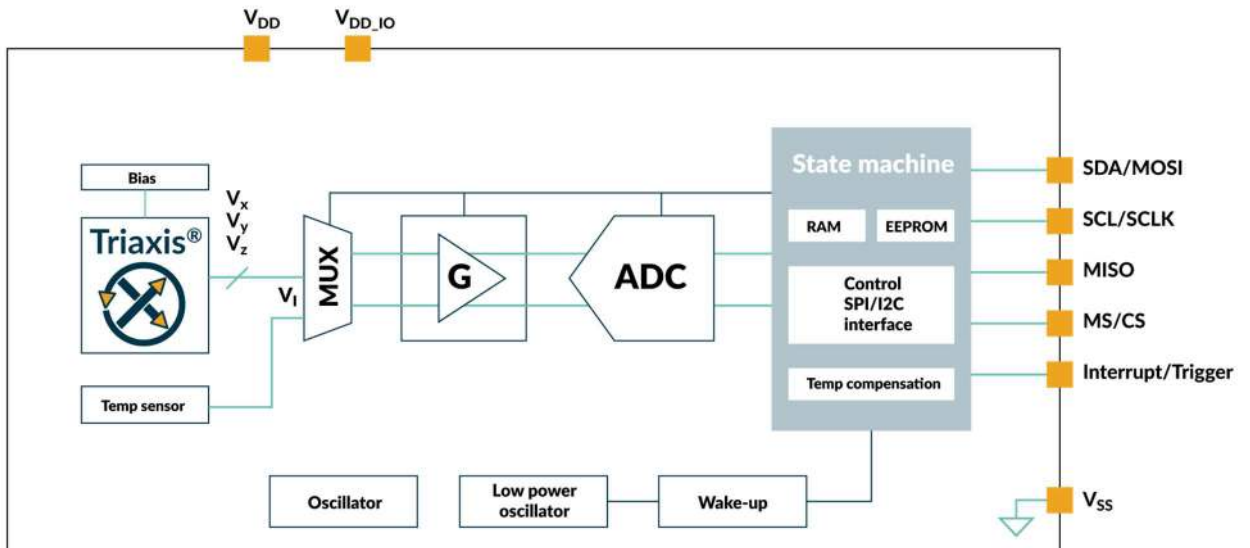 VDD
VDD_IO
Bias
Triaxis®
Vx
Vy
Vz
VI
Temp sensor
MUX
G
ADC
State machine
RAM
EEPROM
Control
SPI/I2C
interface
Temp compensation
SDA/MOSI
SCL/SCLK
MISO
MS/CS
Interrupt/Trigger
VSS
Oscillator
Low power
oscillator
Wake-up